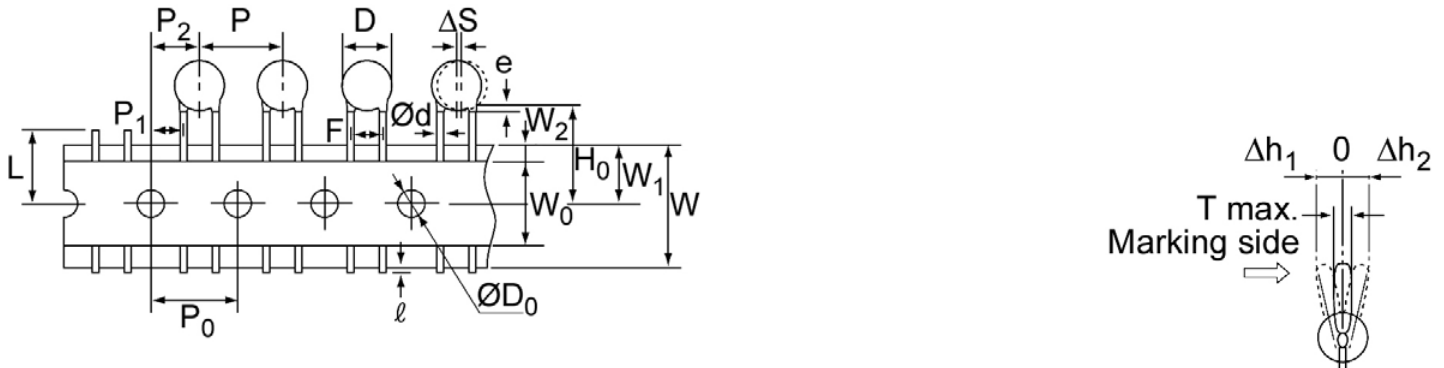 P2 P D ΔS
e
P1 F Ød W2
L H0 W1
W0 W
P0 ℓ ØD0
Δh1 0 Δh2
T max.
Marking side